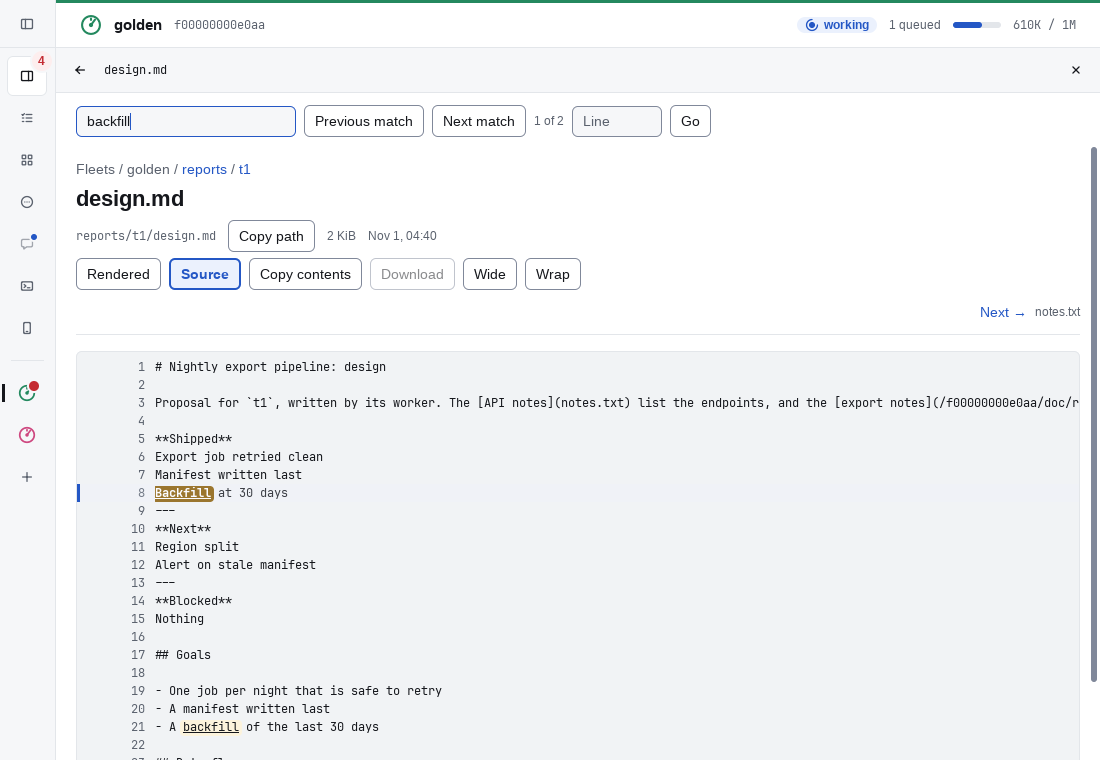 golden f00000000e0aa working 1 queued 610K / 1M
4
design.md
backfill Previous match Next match 1 of 2 Line Go
Fleets / golden / reports / t1
design.md
reports/t1/design.md Copy path 2 KiB Nov 1, 04:40
Rendered Source Copy contents Download Wide Wrap
Next → notes.txt
1 # Nightly export pipeline: design
2
3 Proposal for `t1`, written by its worker. The [API notes](notes.txt) list the endpoints, and the [export notes](/f00000000e0aa/doc/r
4
5 **Shipped**
6 Export job retried clean
7 Manifest written last
8 Backfill at 30 days
9 ---
10 **Next**
11 Region split
12 Alert on stale manifest
13 ---
14 **Blocked**
15 Nothing
16
17 ## Goals
18
19 - One job per night that is safe to retry
20 - A manifest written last
21 - A backfill of the last 30 days
22